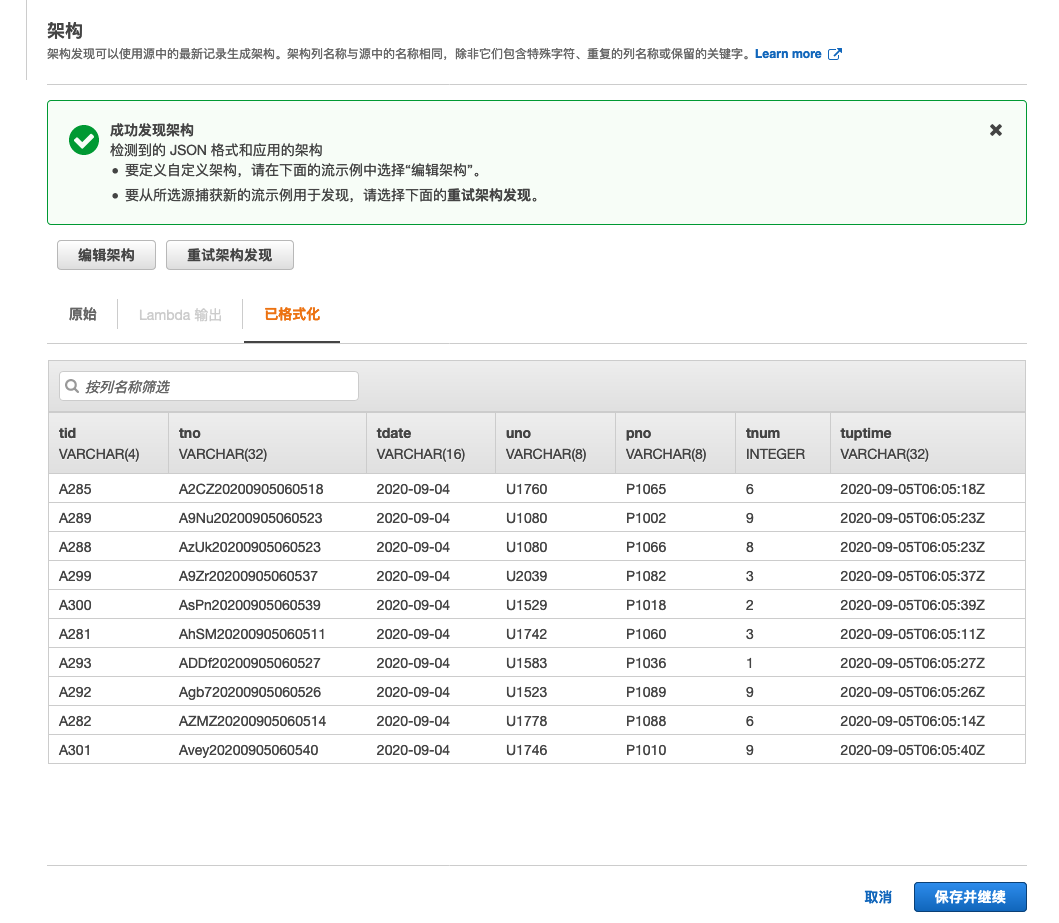 架构
架构发现可以使用源中的最新记录生成架构。架构列名称与源中的名称相同，除非它们包含特殊字符、重复的列名称或保留的关键字。Learn more
成功发现架构
检测到的 JSON 格式和应用的架构
• 要定义自定义架构，请在下面的流示例中选择“编辑架构”。
• 要从所选源捕获新的流示例用于发现，请选择下面的重试架构发现。
编辑架构 重试架构发现
原始 Lambda 输出 已格式化
按列名称筛选
tid tno tdate uno pno tnum tuptime
VARCHAR(4) VARCHAR(32) VARCHAR(16) VARCHAR(8) VARCHAR(8) INTEGER VARCHAR(32)
A285 A2CZ20200905060518 2020-09-04 U1760 P1065 6 2020-09-05T06:05:18Z
A289 A9Nu20200905060523 2020-09-04 U1080 P1002 9 2020-09-05T06:05:23Z
A288 AzUk20200905060523 2020-09-04 U1080 P1066 8 2020-09-05T06:05:23Z
A299 A9Zr20200905060537 2020-09-04 U2039 P1082 3 2020-09-05T06:05:37Z
A300 AsPn20200905060539 2020-09-04 U1529 P1018 2 2020-09-05T06:05:39Z
A281 AhSM20200905060511 2020-09-04 U1742 P1060 3 2020-09-05T06:05:11Z
A293 ADDf20200905060527 2020-09-04 U1583 P1036 1 2020-09-05T06:05:27Z
A292 Agb720200905060526 2020-09-04 U1523 P1089 9 2020-09-05T06:05:26Z
A282 AZMZ20200905060514 2020-09-04 U1778 P1088 6 2020-09-05T06:05:14Z
A301 Avey20200905060540 2020-09-04 U1746 P1010 9 2020-09-05T06:05:40Z
取消 保存并继续